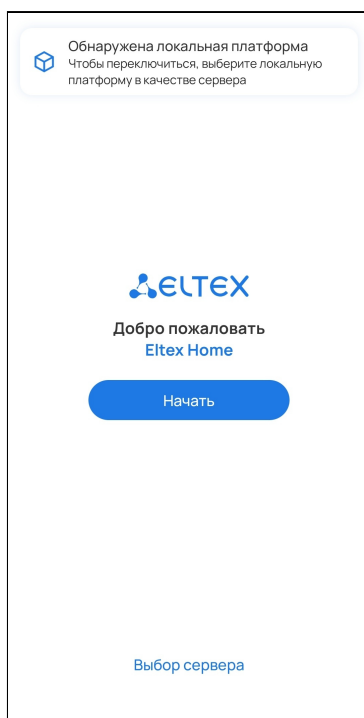 Обнаружена локальная платформа
Чтобы переключиться, выберите локальную
платформу в качестве сервера
ELTEX
Добро пожаловать
Eltex Home
Начать
Выбор сервера